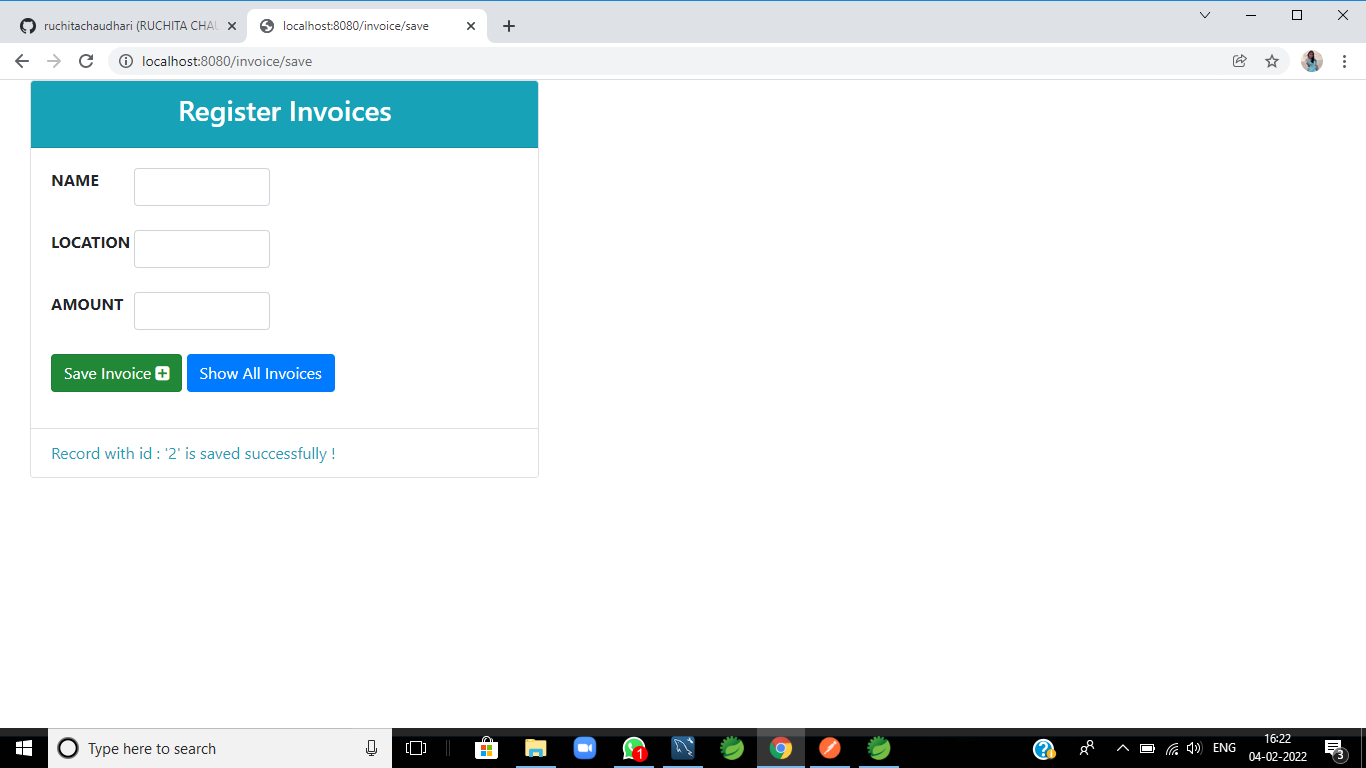 ruchitachaudhari (RUCHITA CHAU
localhost:8080/invoice/save
localhost:8080/invoice/save
Register Invoices
NAME
LOCATION
AMOUNT
Save Invoice Show All Invoices
Record with id : '2' is saved successfully !
Type here to search
1
ENG
16:22
04-02-2022
3